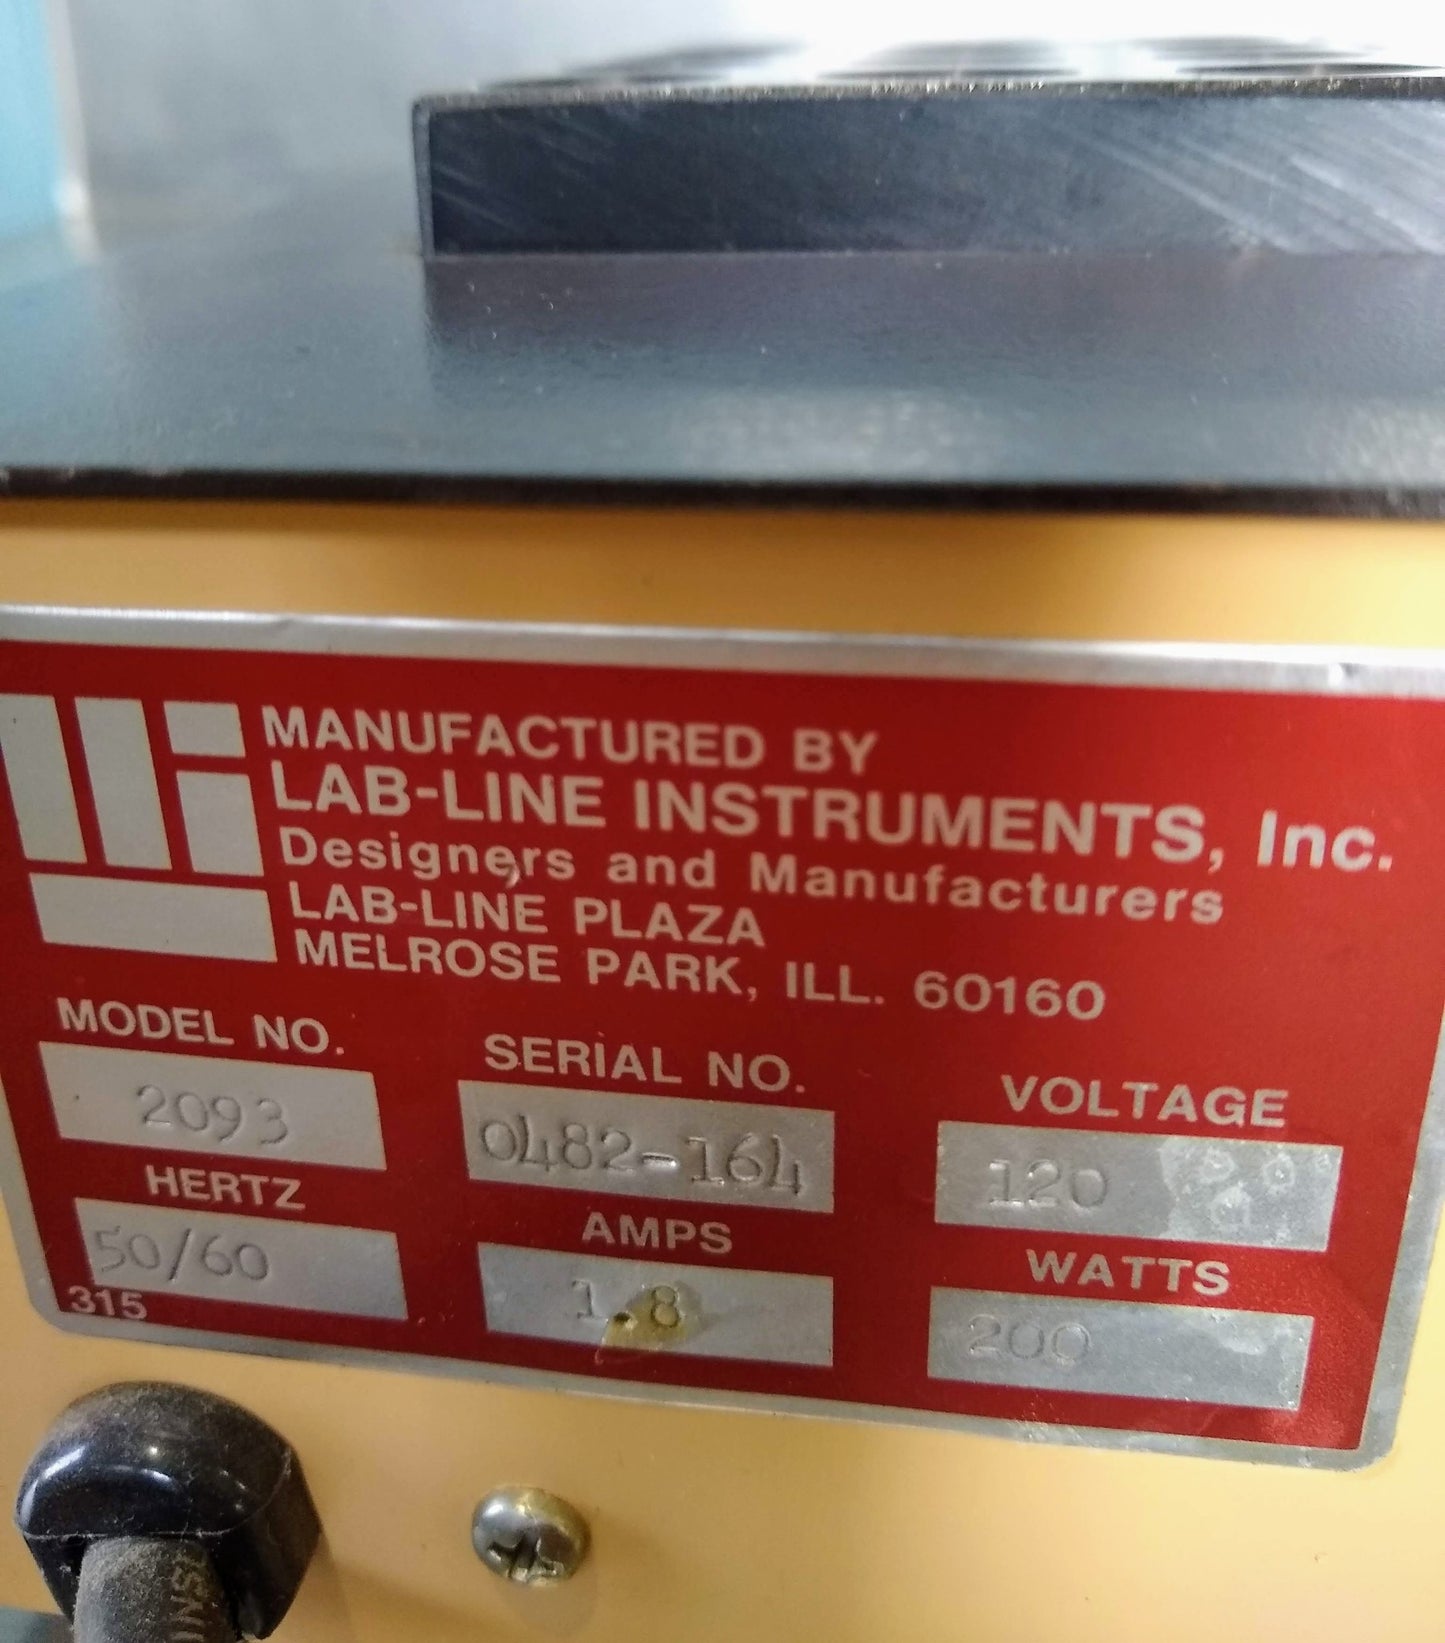 MANUFACTURED BY
LAB-LINE INSTRUMENTS, Inc.
Designers and Manufacturers
LAB-LINE PLAZA
MELROSE PARK, ILL. 60160
MODEL NO. SERIAL NO. VOLTAGE
2093 0482-164 120
HERTZ AMPS WATTS
50/60 1.8 200
315